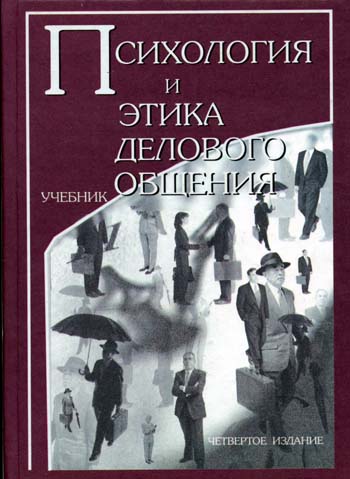 ПСИХОЛОГИЯ
И
ЭТИКА
ДЕЛОВОГО
ОБЩЕНИЯ
УЧЕБНИК
ЧЕТВЕРТОЕ ИЗДАНИЕ